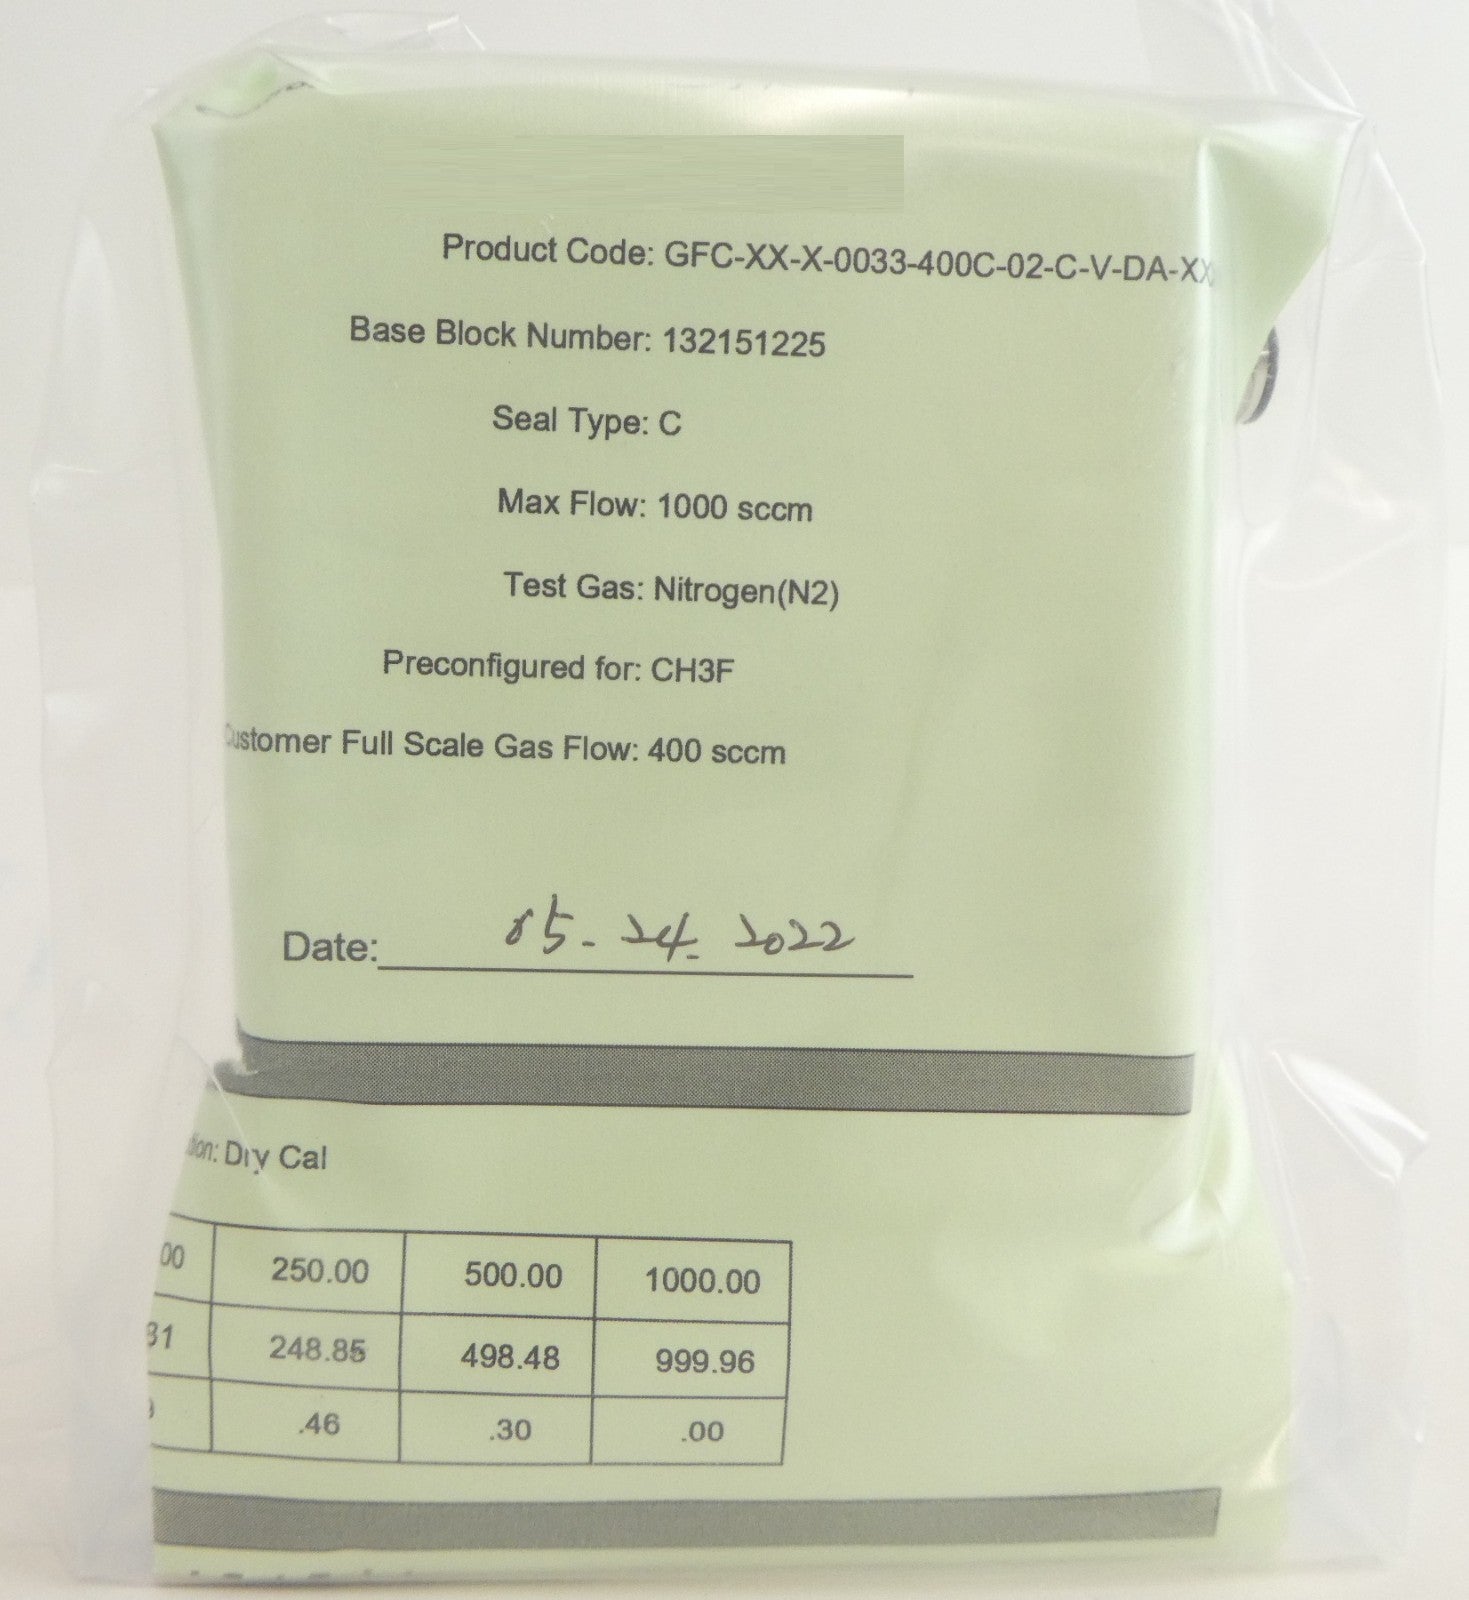 Product Code: GFC-XX-X-0033-400C-02-C-V-DA-XX
Base Block Number: 132151225
Seal Type: C
Max Flow: 1000 sccm
Test Gas: Nitrogen(N2)
Preconfigured for: CH3F
Customer Full Scale Gas Flow: 400 sccm
Date: 05-24-2022
Dry Cal
250.00 500.00 1000.00
248.85 498.48 999.96
.46 .30 .00